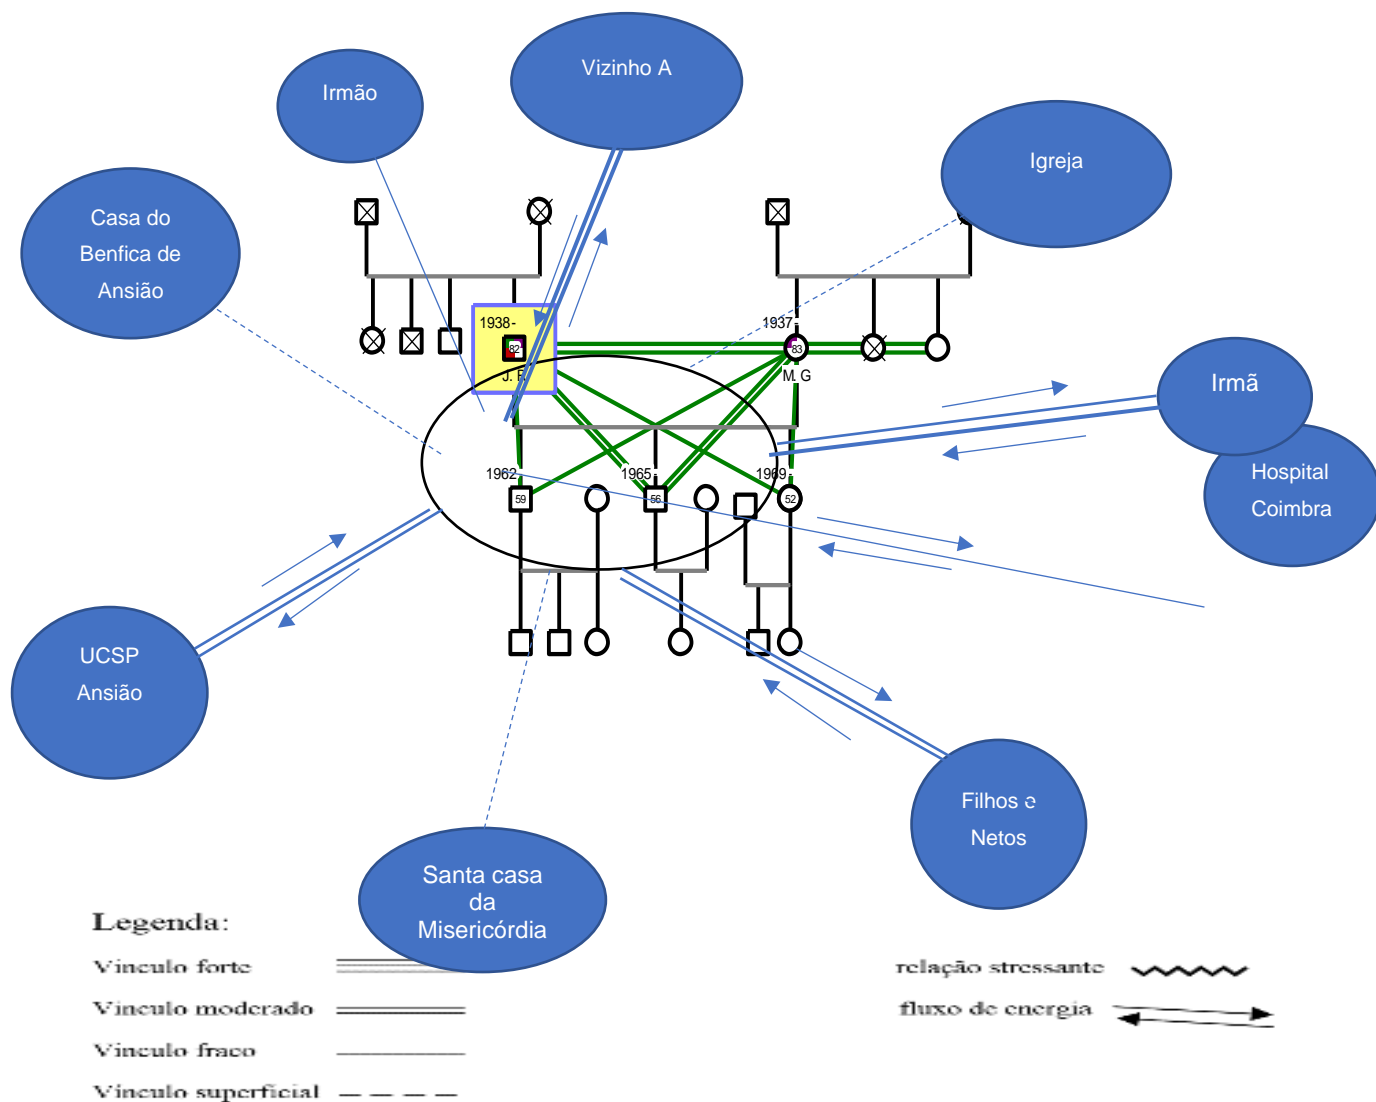 Vizinho A
Irmão
Igreja
Casa do
Benfica de
Ansião
1938-
82
J. F
1937-
83
M. G
Irmã
Hospital
Coimbra
1962-
59
1965-
56
1969-
52
UCSP
Ansião
Filhos e
Netos
Santa casa
da
Misericórdia
Legenda:
Vinculo forte
Vinculo moderado
Vinculo fraco
Vínculo superficial
relação stressante
fluxo de energia